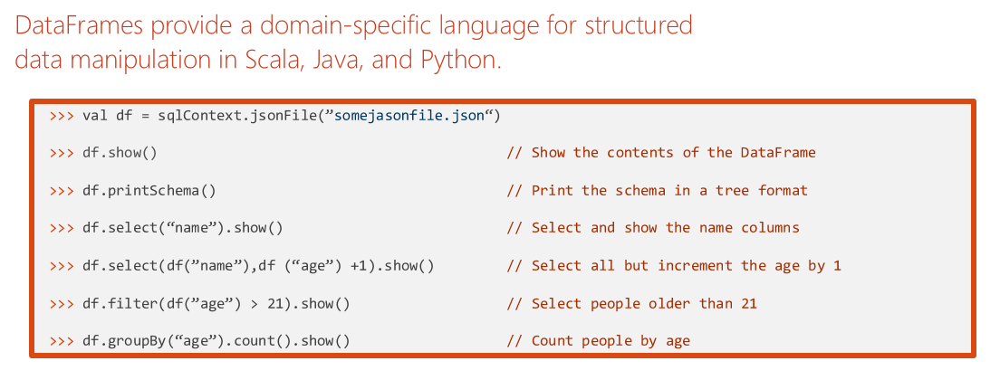 DataFrames provide a domain-specific language for structured
data manipulation in Scala, Java, and Python.
>>> val df = sqlContext.jsonFile(”somejasonfile.json“)
>>> df.show() // Show the contents of the DataFrame
>>> df.printSchema() // Print the schema in a tree format
>>> df.select(“name”).show() // Select and show the name columns
>>> df.select(df(”name”),df (“age”) +1).show() // Select all but increment the age by 1
>>> df.filter(df(”age”) > 21).show() // Select people older than 21
>>> df.groupBy(“age”).count().show() // Count people by age